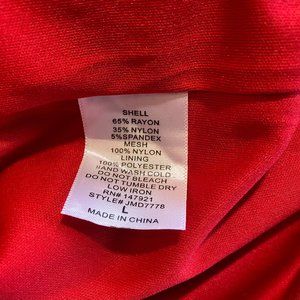 SHELL
65% RAYON
35% NYLON
5%SPANDEX
MESH
100% NYLON
LINING
100% POLYESTER
HAND WASH COLD
DO NOT BLEACH
DO NOT TUMBLE DRY
LOW IRON
RN# 147921
STYLE# JMD7778
L
MADE IN CHINA